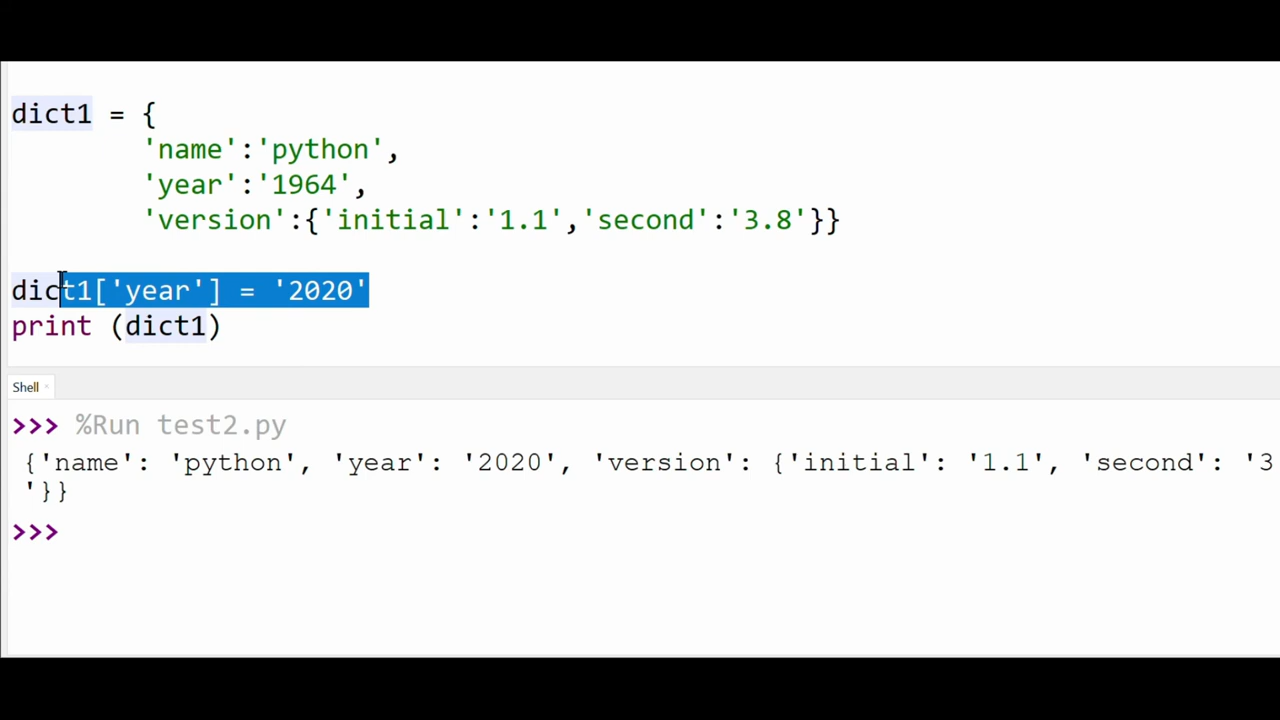 dict1 = {
'name':'python',
'year':'1964',
'version':{'initial':'1.1','second':'3.8'}}
dict1['year'] = '2020'
print (dict1)
Shell ×
>>> %Run test2.py
{'name': 'python', 'year': '2020', 'version': {'initial': '1.1', 'second': '3
'}}
>>>